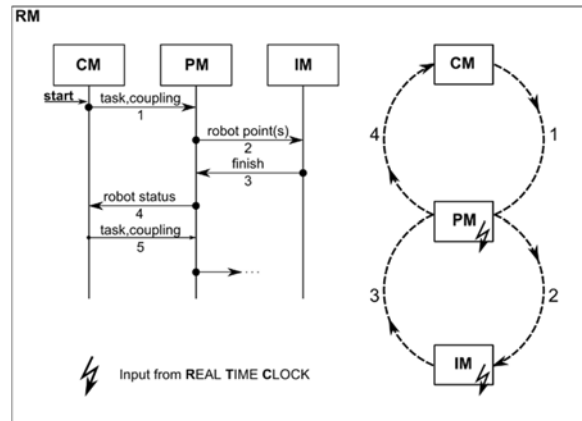 RM
CM PM IM
start
task,coupling
1
robot point(s)
2
finish
3
robot status
4
task,coupling
5
...
Input from REAL TIME CLOCK
CM
4 1
PM
3 2
IM